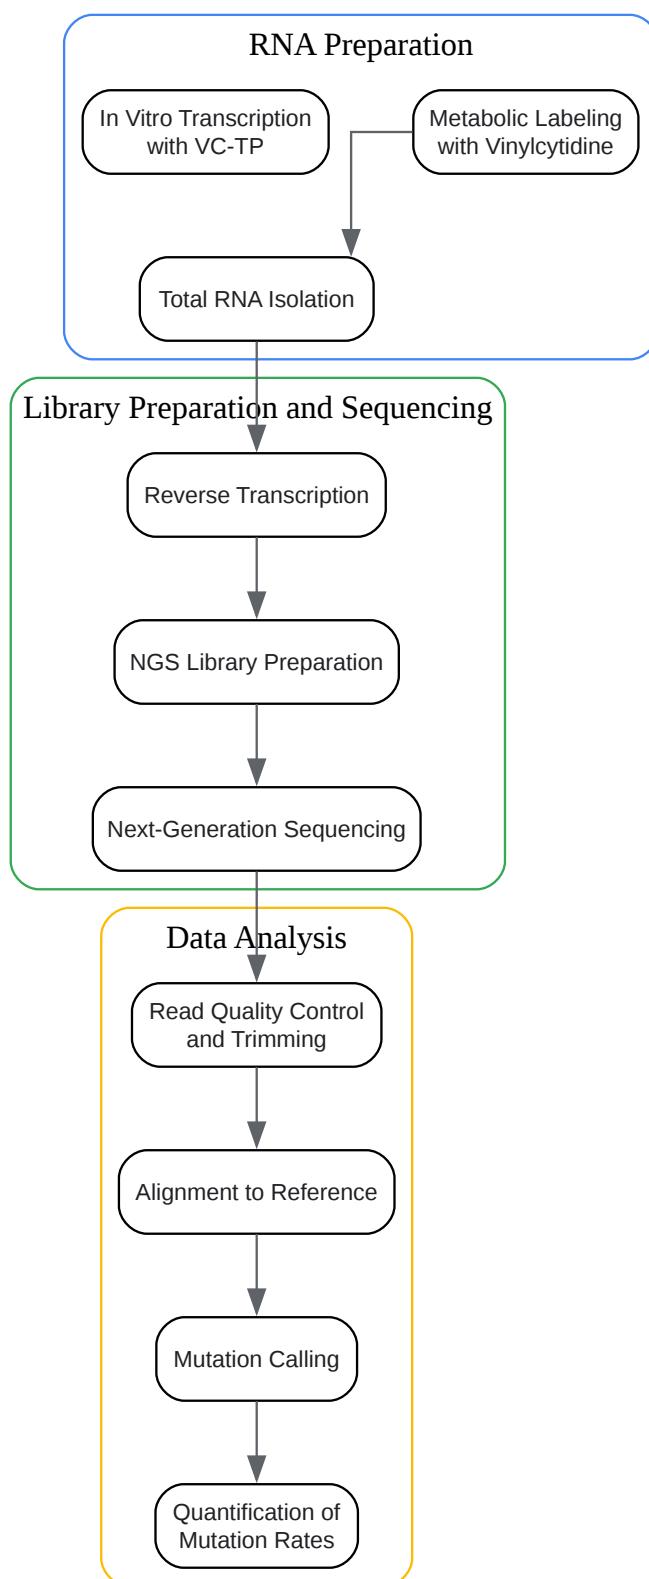 RNA Preparation
In Vitro Transcription
with VC-TP
Metabolic Labeling
with Vinylcytidine
Total RNA Isolation
Library Preparation and Sequencing
Reverse Transcription
NGS Library Preparation
Next-Generation Sequencing
Data Analysis
Read Quality Control
and Trimming
Alignment to Reference
Mutation Calling
Quantification of
Mutation Rates